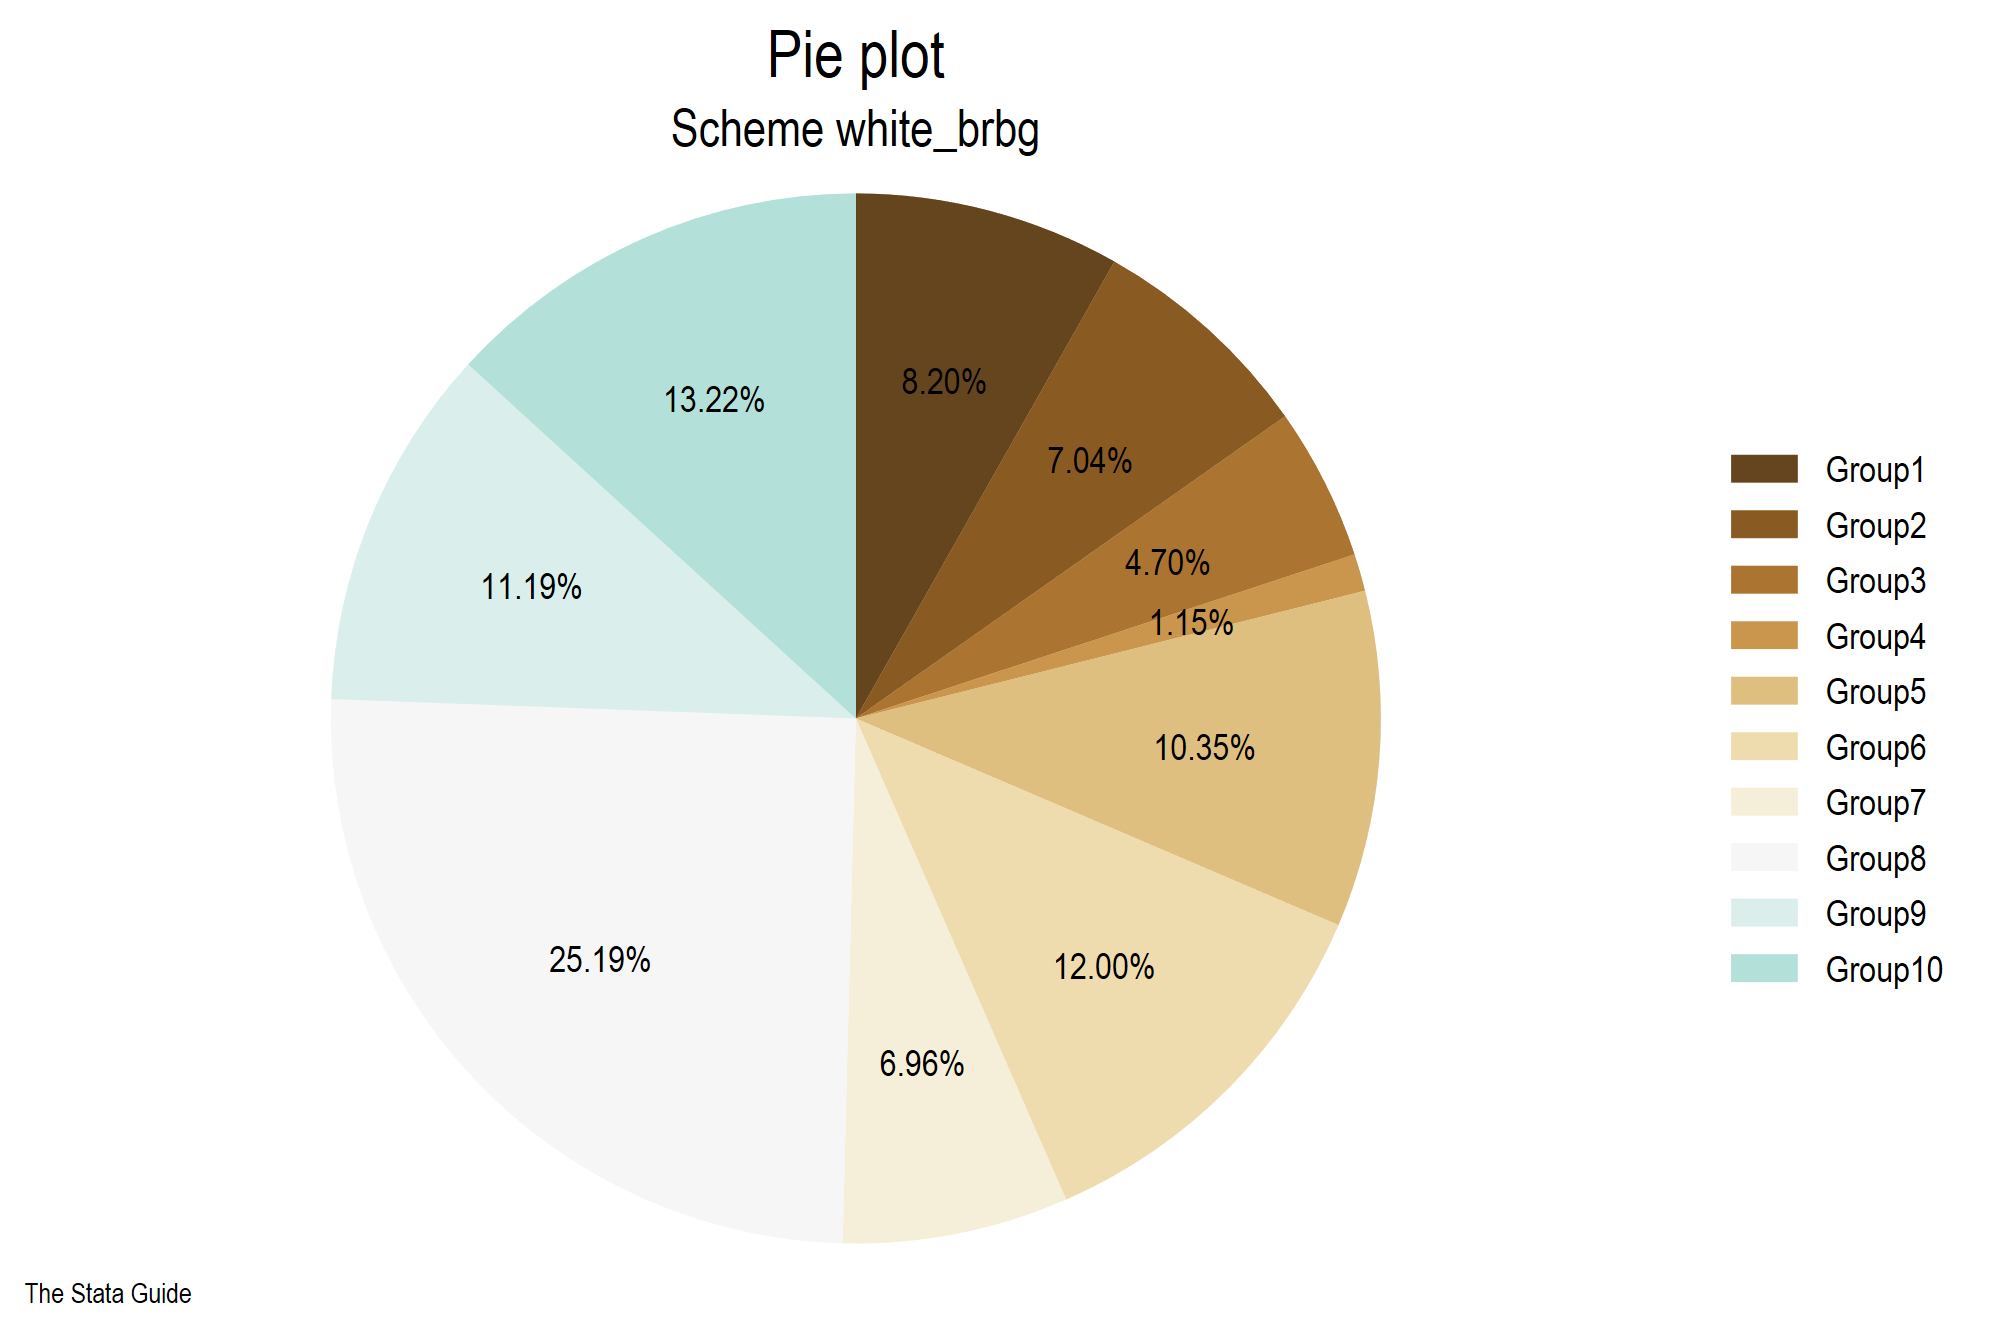 Pie plot
Scheme white_brbg
8.20%
7.04%
4.70%
1.15%
10.35%
12.00%
6.96%
25.19%
11.19%
13.22%
Group1
Group2
Group3
Group4
Group5
Group6
Group7
Group8
Group9
Group10
The Stata Guide